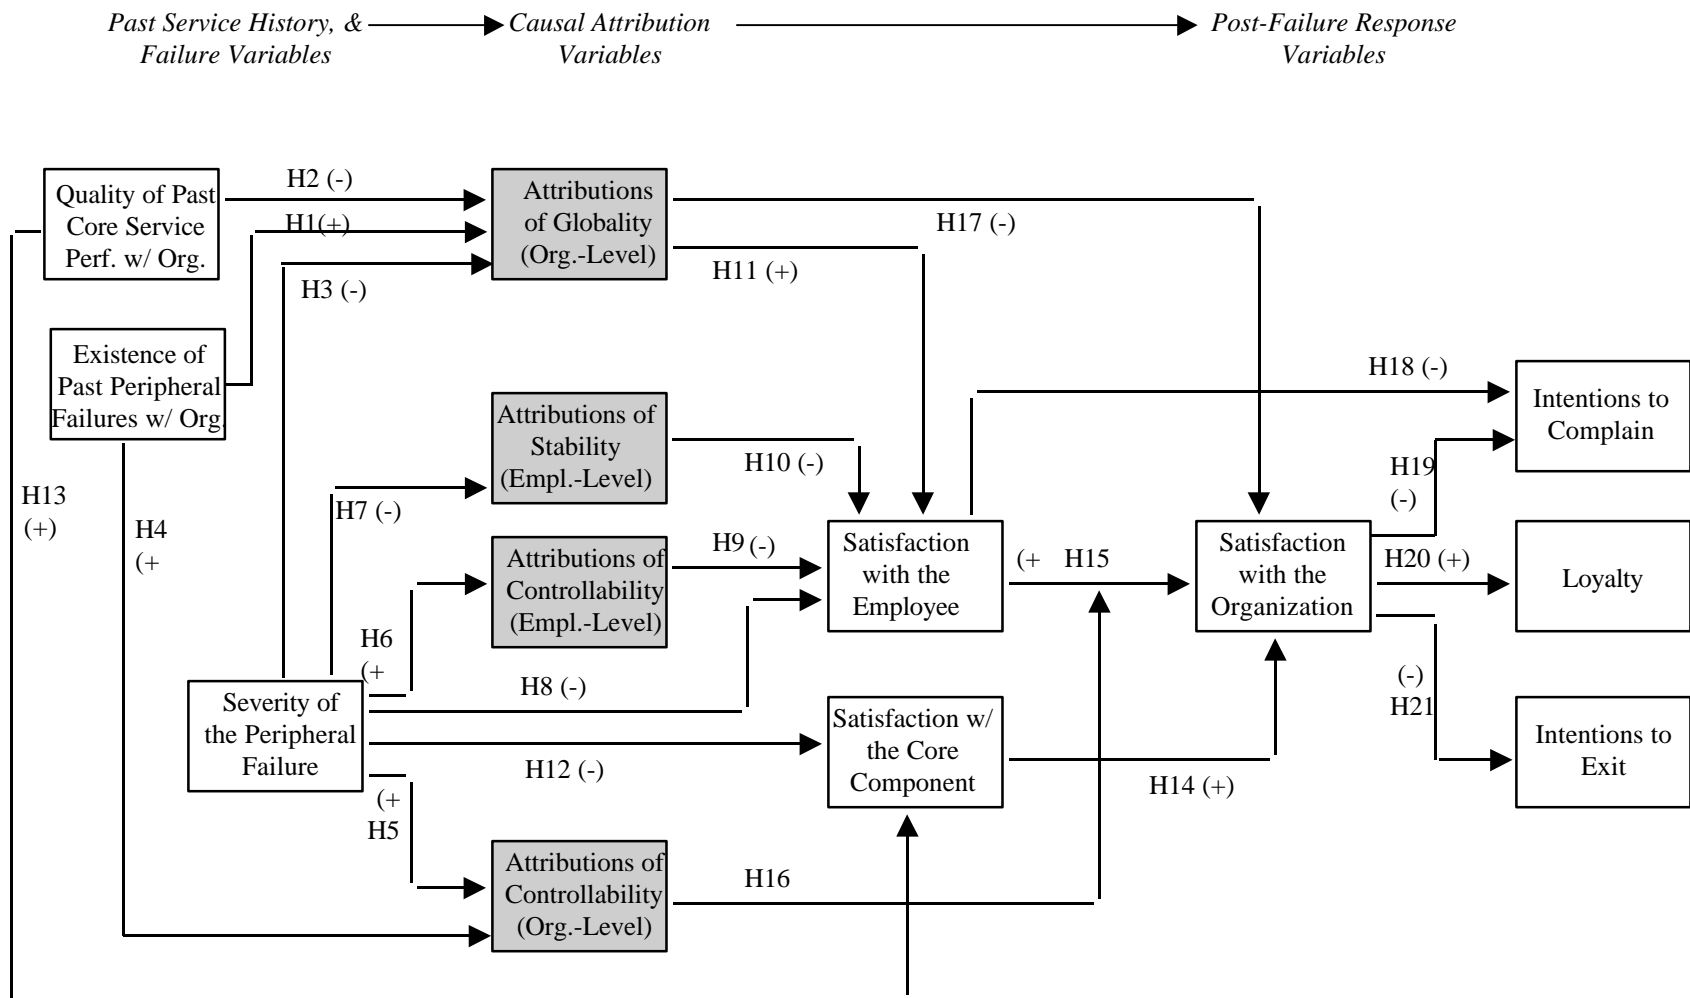 Past Service History, &
Failure Variables
Causal Attribution
Variables
Post-Failure Response
Variables
Quality of Past
Core Service
Perf. w/ Org.
H2 (-)
H1(+)
H3 (-)
Attributions
of Globality
(Org.-Level)
H17 (-)
H11 (+)
Existence of
Past Peripheral
Failures w/ Org.
H18 (-)
Intentions to
Complain
Attributions of
Stability
(Empl.-Level)
H10 (-)
H19
(-)
H13
(+)
H4
(+
H7 (-)
Attributions of
Controllability
(Empl.-Level)
H9 (-)
Satisfaction
with the
Employee
(+ H15
Satisfaction
with the
Organization
H20 (+)
Loyalty
H6
(+
H8 (-)
(-)
H21
Severity of
the Peripheral
Failure
Satisfaction w/
the Core
Component
Intentions to
Exit
H12 (-)
H14 (+)
(+
H5
Attributions of
Controllability
(Org.-Level)
H16